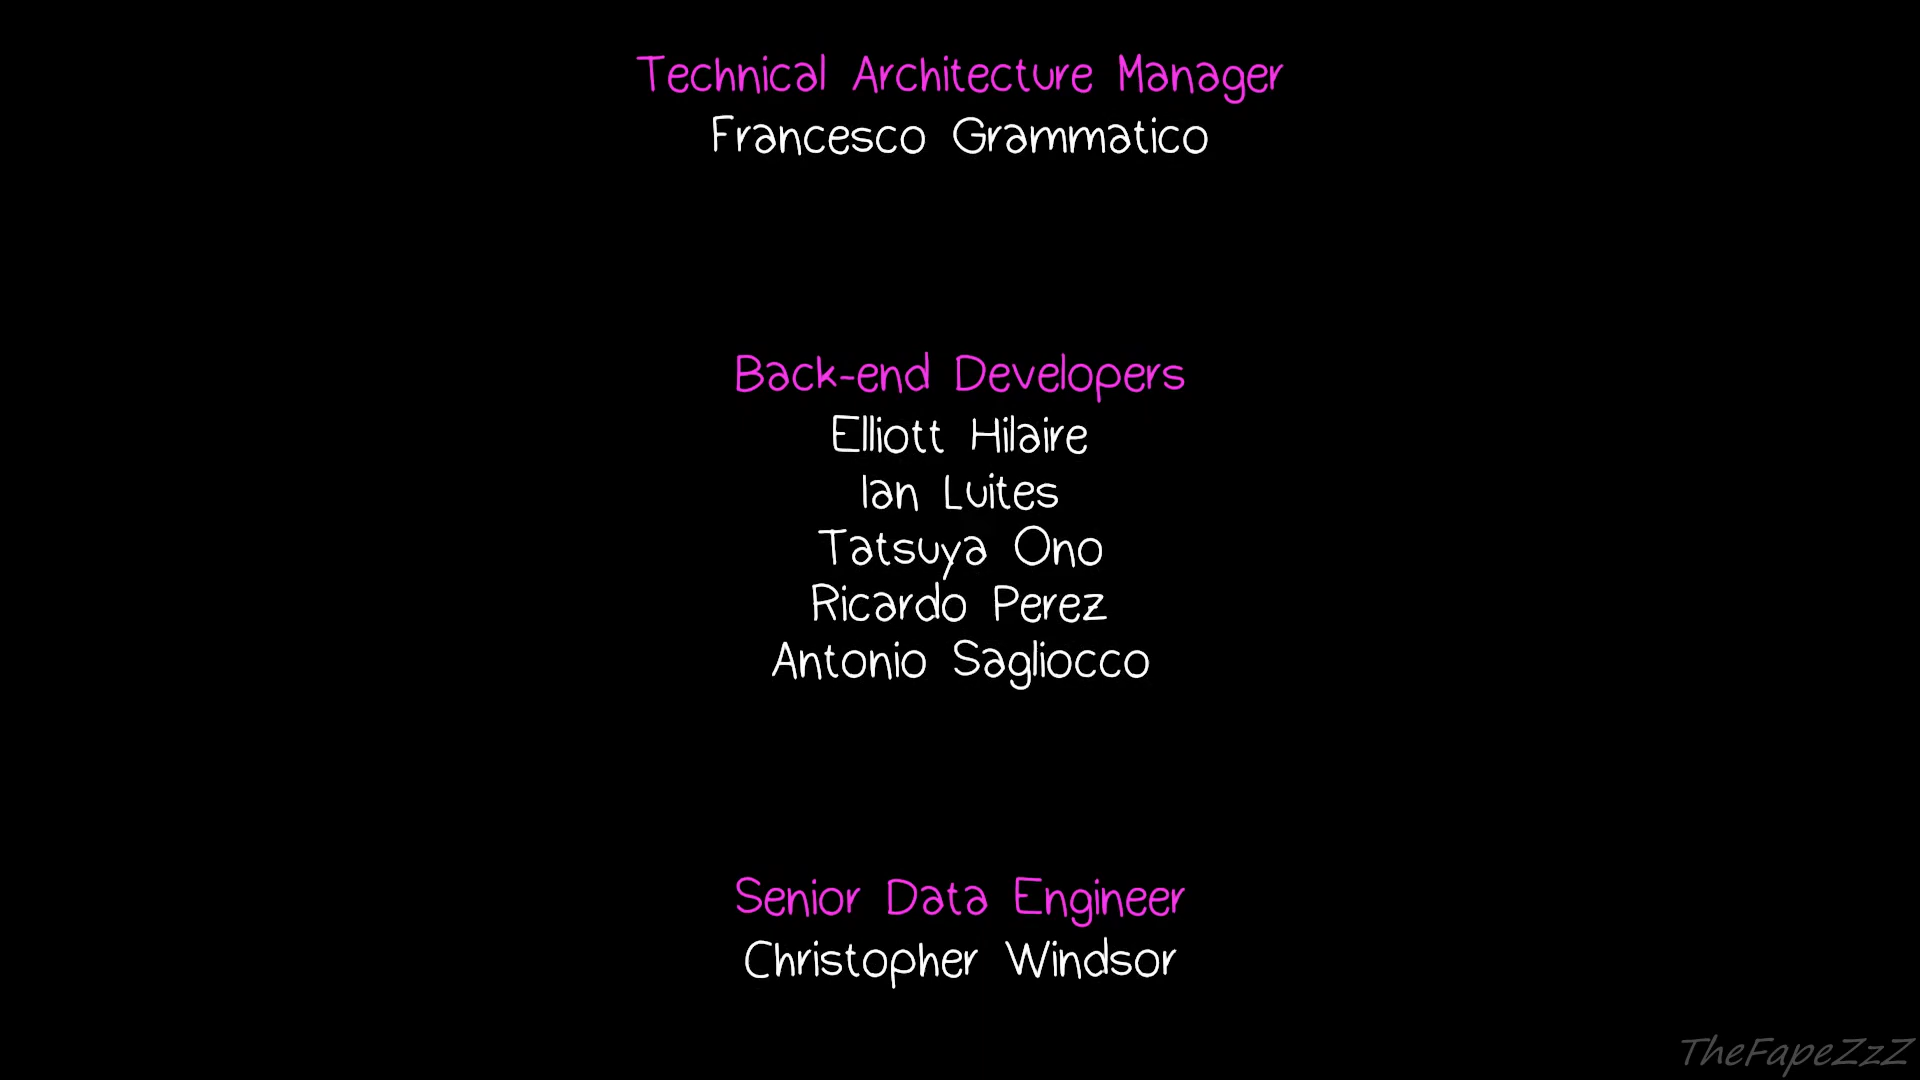 Technical Architecture Manager
Francesco Grammatico
Back-end Developers
Elliott Hilaire
Ian Luites
Tatsuya Ono
Ricardo Perez
Antonio Sagliocco
Senior Data Engineer
Christopher Windsor
TheFapeZzZ